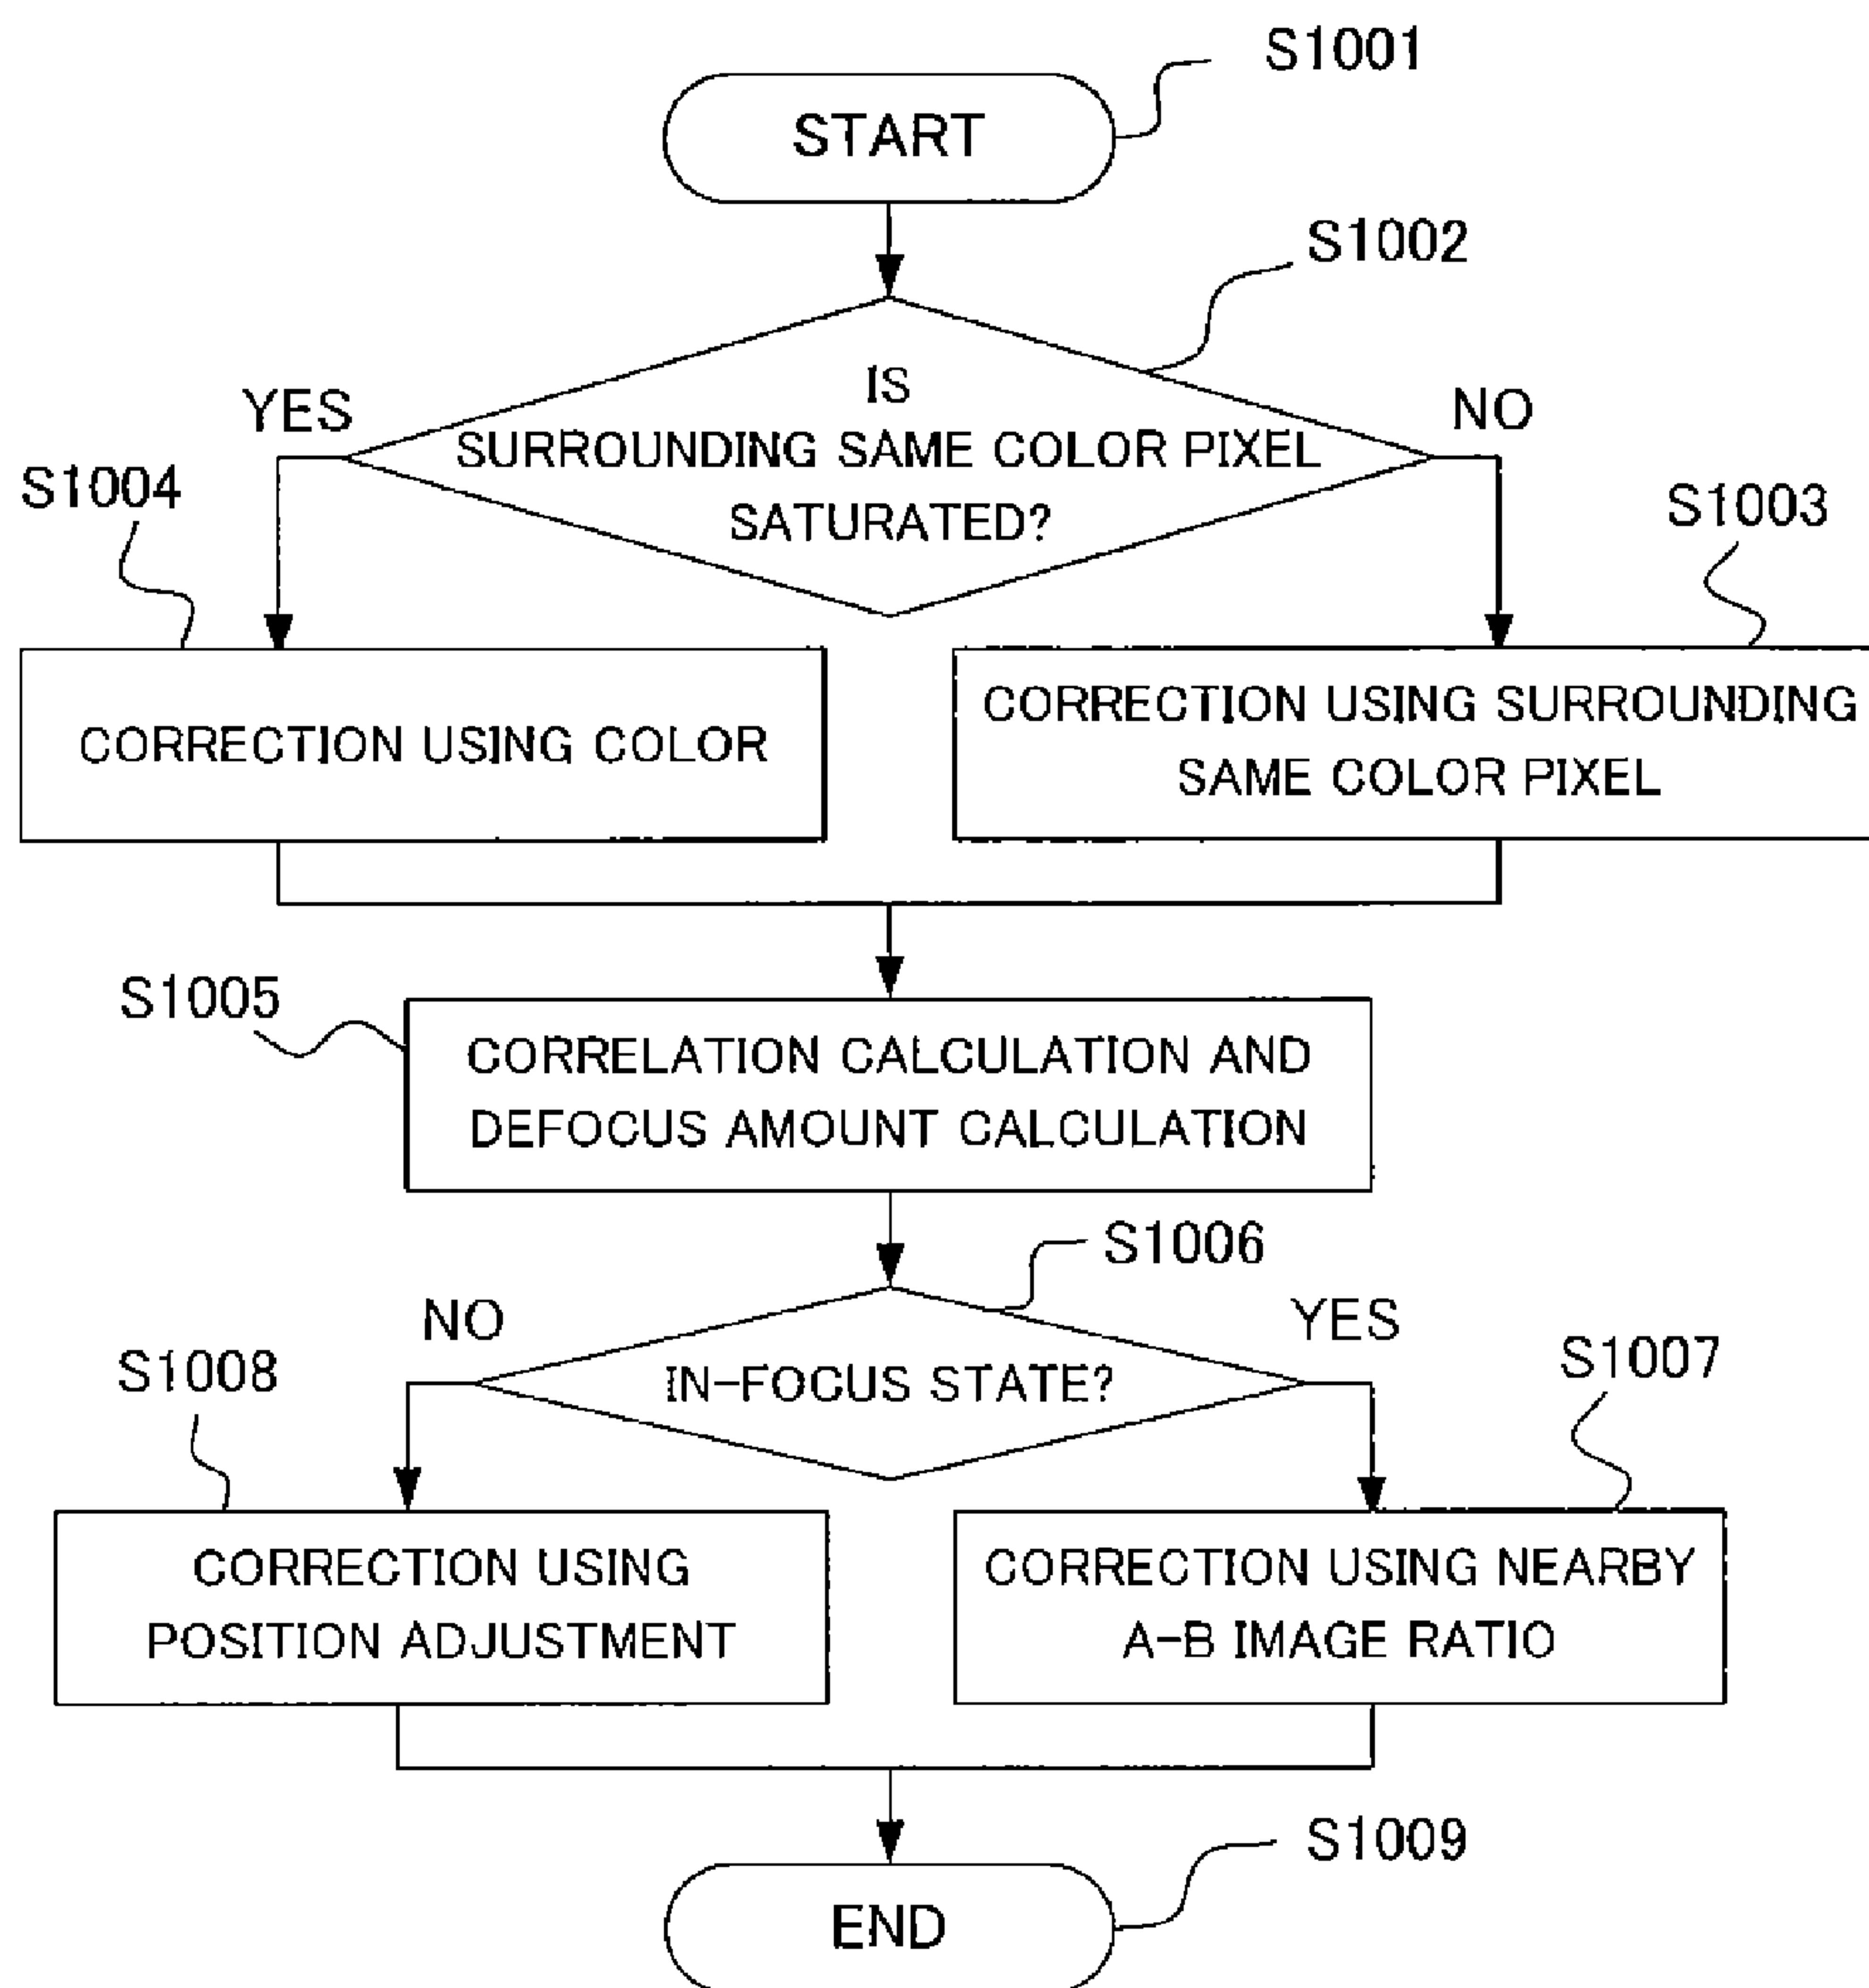 S1001
START
S1002
IS
SURROUNDING SAME COLOR PIXEL
SATURATED?
YES
NO
S1004
S1003
CORRECTION USING COLOR
CORRECTION USING SURROUNDING
SAME COLOR PIXEL
S1005
CORRELATION CALCULATION AND
DEFOCUS AMOUNT CALCULATION
S1006
NO
YES
IN-FOCUS STATE?
S1008
S1007
CORRECTION USING
POSITION ADJUSTMENT
CORRECTION USING NEARBY
A-B IMAGE RATIO
S1009
END